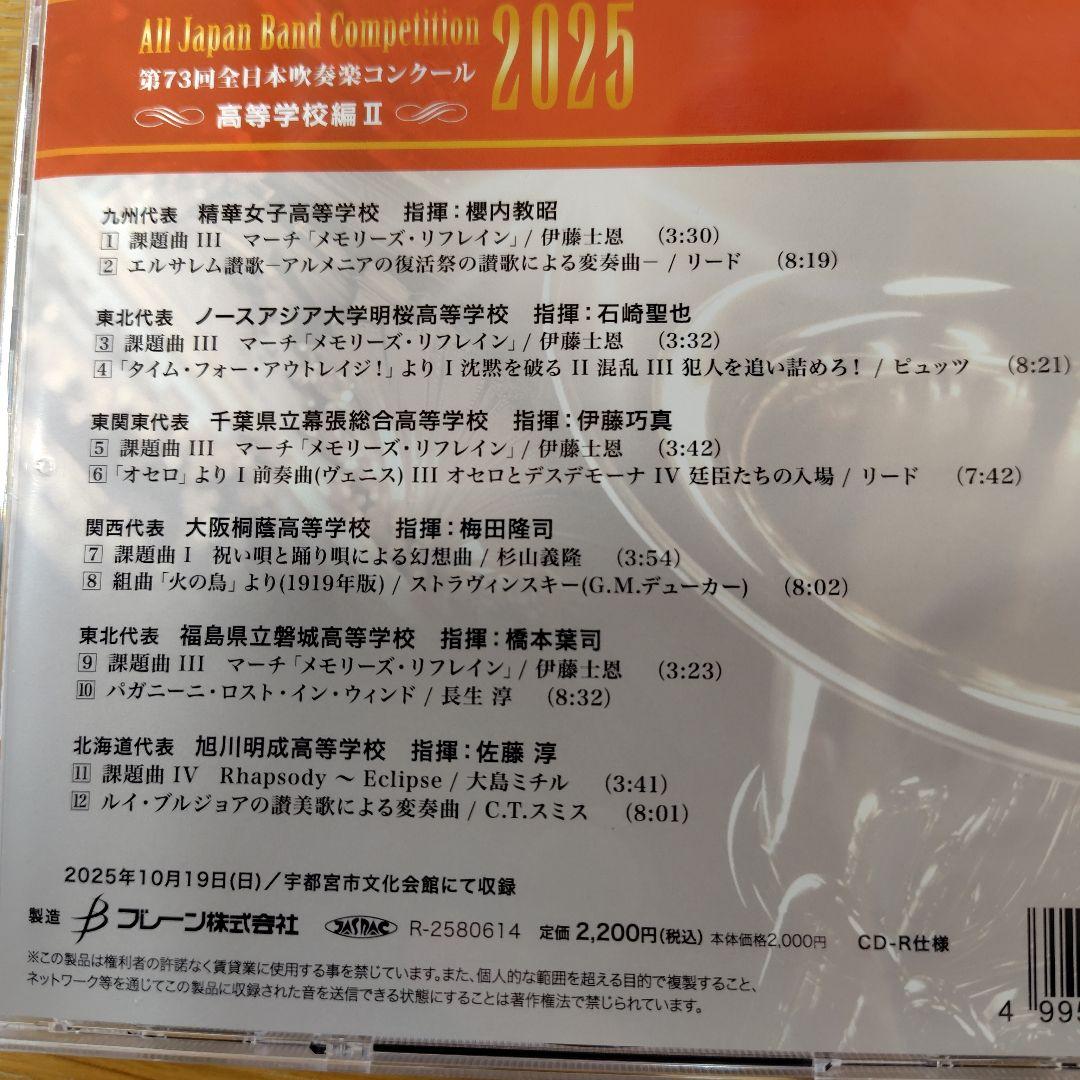 All Japan Band Competition 2025
第73回全日本吹奏楽コンクール
高等学校編 II
九州代表 精華女子高等学校 指揮：櫻内教昭
1 課題曲 III マーチ「メモリーズ・リフレイン」/ 伊藤士恩 (3:30)
2 エルサレム讃歌－アルメニアの復活祭の讃歌による変奏曲－ / リード (8:19)
東北代表 ノースアジア大学明桜高等学校 指揮：石崎聖也
3 課題曲 III マーチ「メモリーズ・リフレイン」/ 伊藤士恩 (3:32)
4 「タイム・フォー・アウトレイジ！」より I 沈黙を破る II 混乱 III 犯人を追い詰めろ！ / ピュッツ (8:21)
東関東代表 千葉県立幕張総合高等学校 指揮：伊藤巧真
5 課題曲 III マーチ「メモリーズ・リフレイン」/ 伊藤士恩 (3:42)
6 「オセロ」より I 前奏曲(ヴェニス) III オセロとデスデモーナ IV 廷臣たちの入場 / リード (7:42)
関西代表 大阪桐蔭高等学校 指揮：梅田隆司
7 課題曲 I 祝い唄と踊り唄による幻想曲 / 杉山義隆 (3:54)
8 組曲「火の鳥」より(1919年版) / ストラヴィンスキー(G.M.デューカー) (8:02)
東北代表 福島県立磐城高等学校 指揮：橋本葉司
9 課題曲 III マーチ「メモリーズ・リフレイン」/ 伊藤士恩 (3:23)
10 パガニーニ・ロスト・イン・ウィンド / 長生 淳 (8:32)
北海道代表 旭川明成高等学校 指揮：佐藤 淳
11 課題曲 IV Rhapsody ～ Eclipse / 大島ミチル (3:41)
12 ルイ・ブルジョアの讃美歌による変奏曲 / C.T.スミス (8:01)
2025年10月19日(日)／宇都宮市文化会館にて収録
製造 ブレーン株式会社 JASRAC R-2580614 定価 2,200円(税込) 本体価格2,000円 CD-R仕様
※この製品は権利者の許諾なく賃貸業に使用する事を禁じています。また、個人的な範囲を超える目的で複製すること、
ネットワーク等を通じてこの製品に収録された音を送信できる状態にすることは著作権法で禁じられています。
4 995